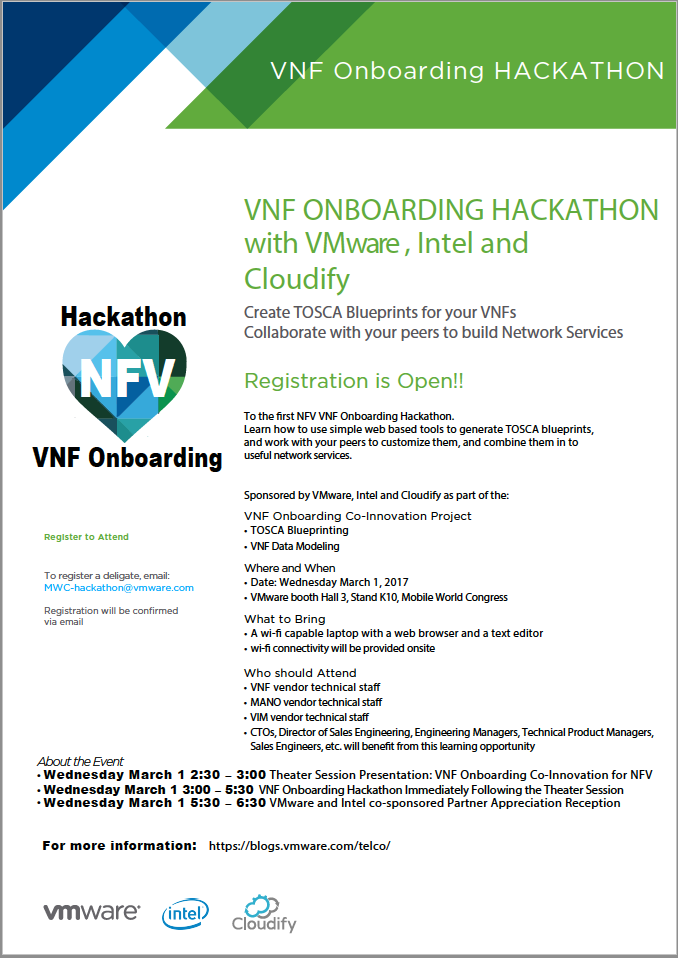 VNF Onboarding HACKATHON
VNF ONBOARDING HACKATHON
with VMware , Intel and
Cloudify
Create TOSCA Blueprints for your VNFs
Collaborate with your peers to build Network Services
Hackathon
NFV
VNF Onboarding
Registration is Open!!
To the first NFV VNF Onboarding Hackathon.
Learn how to use simple web based tools to generate TOSCA blueprints,
and work with your peers to customize them, and combine them in to
useful network services.
Sponsored by VMware, Intel and Cloudify as part of the:
VNF Onboarding Co-Innovation Project
• TOSCA Blueprinting
• VNF Data Modeling
Register to Attend
To register a deligate, email:
MWC-hackathon@vmware.com
Registration will be confirmed
via email
Where and When
• Date: Wednesday March 1, 2017
• VMware booth Hall 3, Stand K10, Mobile World Congress
What to Bring
• A wi-fi capable laptop with a web browser and a text editor
• wi-fi connectivity will be provided onsite
Who should Attend
• VNF vendor technical staff
• MANO vendor technical staff
• VIM vendor technical staff
• CTOs, Director of Sales Engineering, Engineering Managers, Technical Product Managers,
Sales Engineers, etc. will benefit from this learning opportunity
About the Event
• Wednesday March 1 2:30 – 3:00 Theater Session Presentation: VNF Onboarding Co-Innovation for NFV
• Wednesday March 1 3:00 – 5:30 VNF Onboarding Hackathon Immediately Following the Theater Session
• Wednesday March 1 5:30 – 6:30 VMware and Intel co-sponsored Partner Appreciation Reception
For more information: https://blogs.vmware.com/telco/
vmware®
intel®
Cloudify